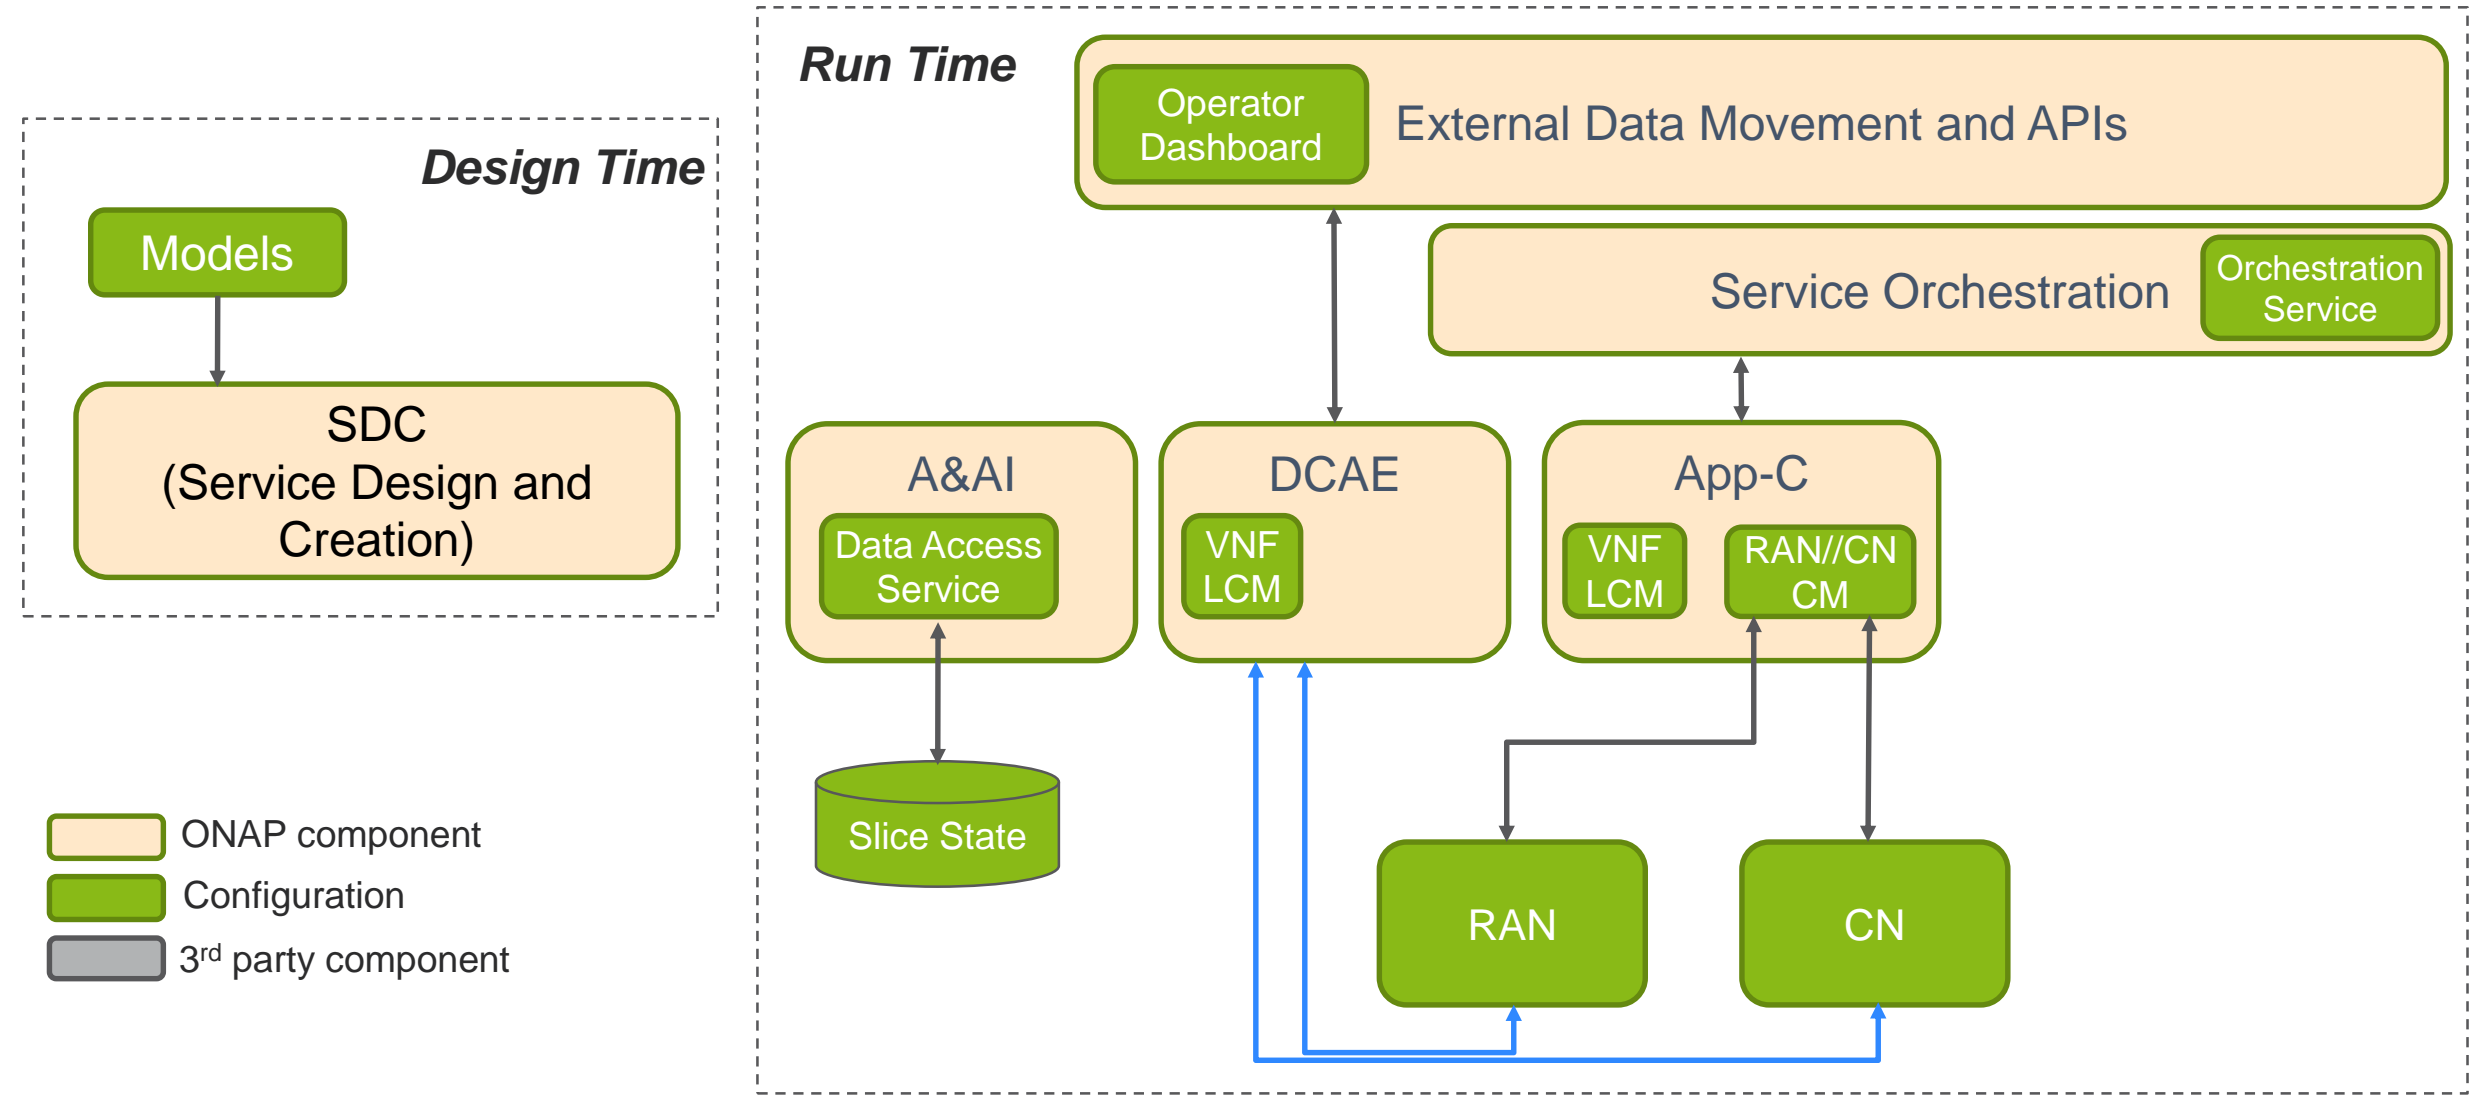 Design Time
Models
SDC
(Service Design and
Creation)
ONAP component
Configuration
3rd party component
Run Time
Operator
Dashboard
External Data Movement and APIs
Service Orchestration
Orchestration
Service
A&AI
Data Access
Service
DCAE
VNF
LCM
App-C
VNF
LCM
RAN//CN
CM
Slice State
RAN
CN